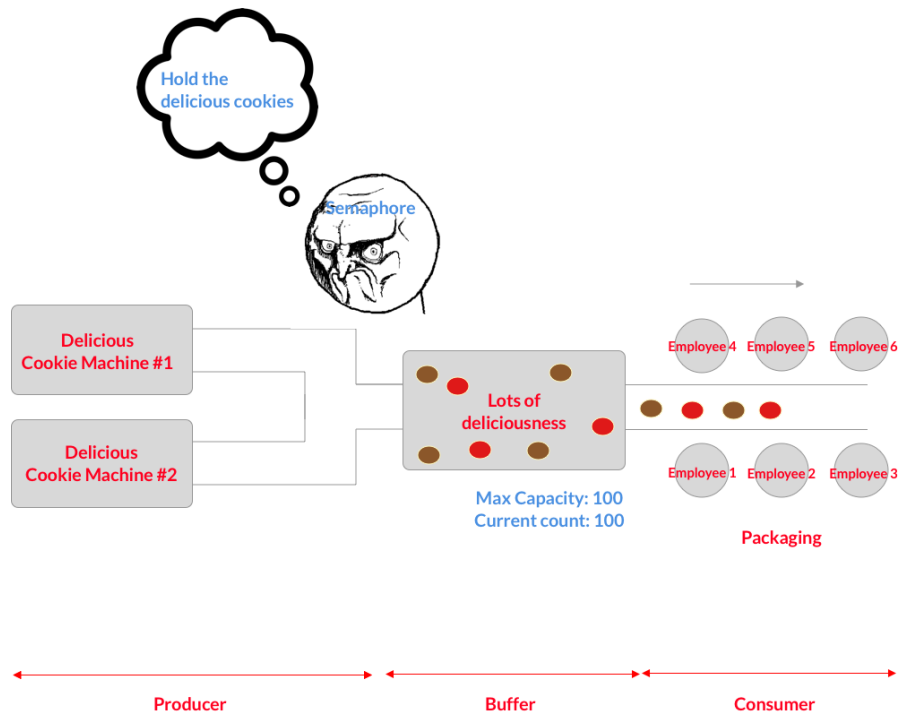 Hold the
delicious cookies
Semaphore
Delicious
Cookie Machine #1
Delicious
Cookie Machine #2
Lots of
deliciousness
Max Capacity: 100
Current count: 100
Employee 4
Employee 5
Employee 6
Employee 1
Employee 2
Employee 3
Packaging
Producer
Buffer
Consumer